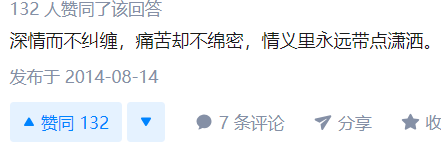 132 人赞同了该回答
深情而不纠缠，痛苦却不绵密，情义里永远带点潇洒。
发布于 2014-08-14
赞同 132
7 条评论
分享
收